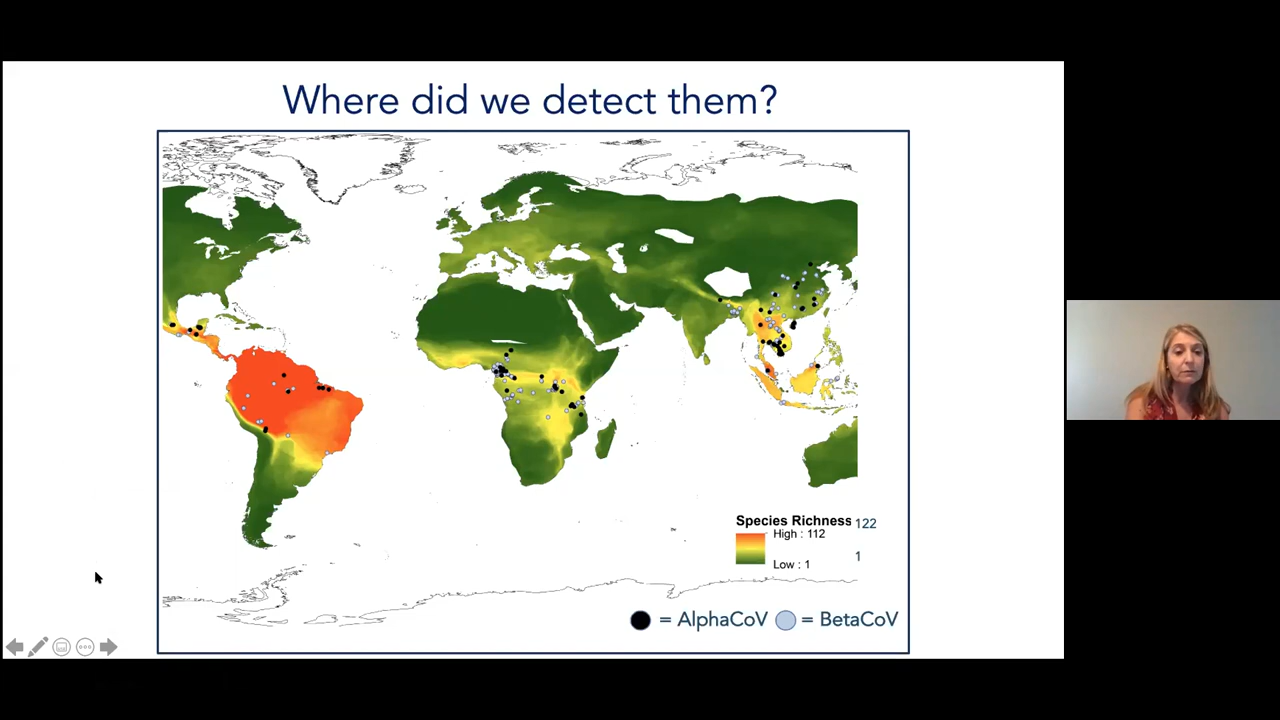 Where did we detect them?
Species Richness 122
High : 112
Low : 1 1
= AlphaCoV = BetaCoV